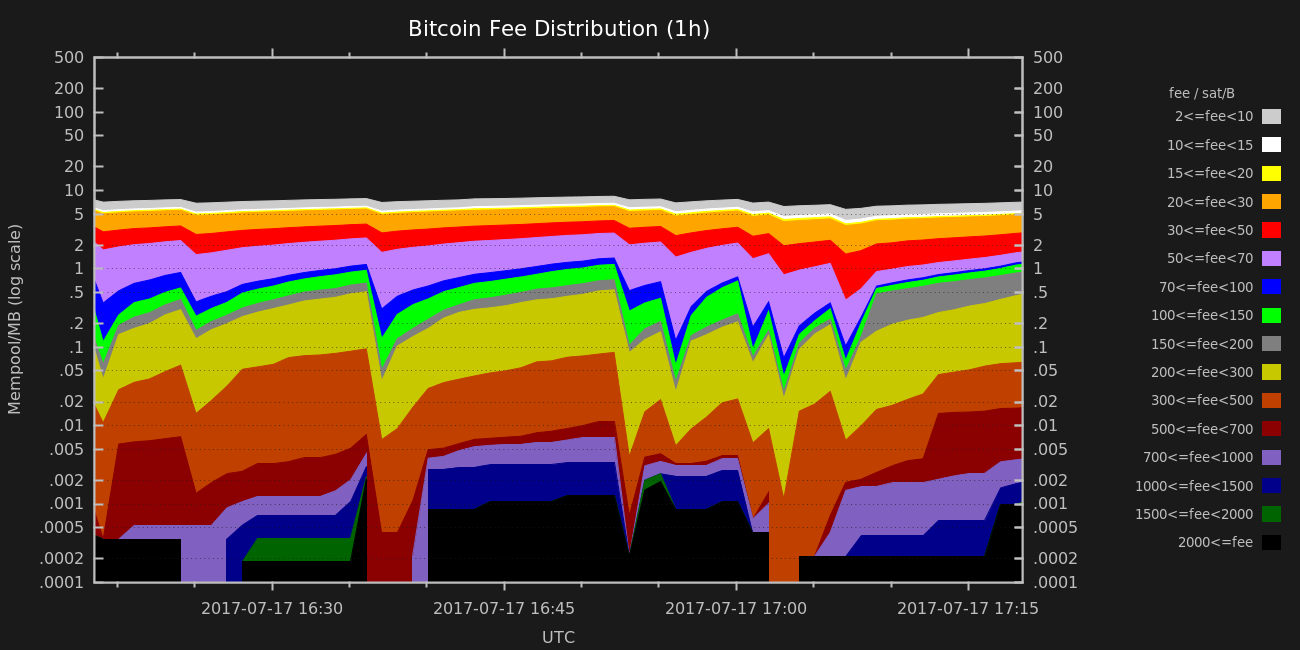 Bitcoin Fee Distribution (1h)
Mempool/MB (log scale)
500
200
100
50
20
10
5
2
1
.5
.2
.1
.05
.02
.01
.005
.002
.001
.0005
.0002
.0001
500
200
100
50
20
10
5
2
1
.5
.2
.1
.05
.02
.01
.005
.002
.001
.0005
.0002
.0001
2017-07-17 16:30
2017-07-17 16:45
2017-07-17 17:00
2017-07-17 17:15
UTC
fee / sat/B
2<=fee<10
10<=fee<15
15<=fee<20
20<=fee<30
30<=fee<50
50<=fee<70
70<=fee<100
100<=fee<150
150<=fee<200
200<=fee<300
300<=fee<500
500<=fee<700
700<=fee<1000
1000<=fee<1500
1500<=fee<2000
2000<=fee